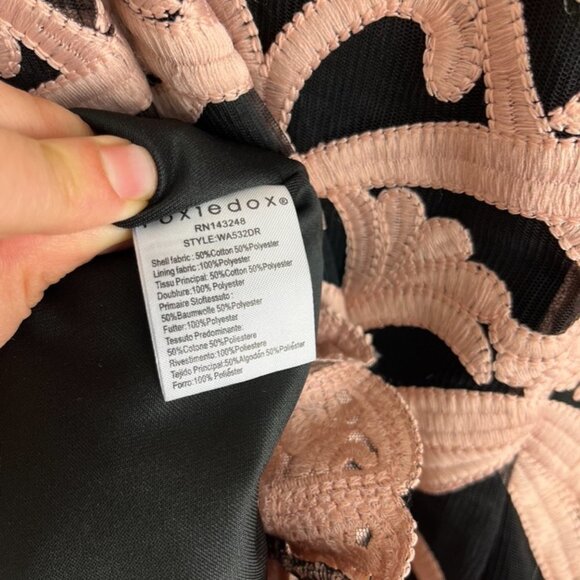 foxiedox®
RN143248
STYLE:WA532DR
Shell fabric : 50%Cotton 50%Polyester
Lining fabric :100%Polyester
Tissu Principal : 50%Coton 50%Polyester
Doublure:100% Polyester
Primaire Stoftasuto :
50%Baumwolle 50% Polyester
Futter:100% Polyester
Tessuto Predominante:
50%Cotone 50%Poliestere
Rivestimento:100% Poliestere
Tejido Principal:50%Algodón 50%Poliéster
Forro:100% Poliéster